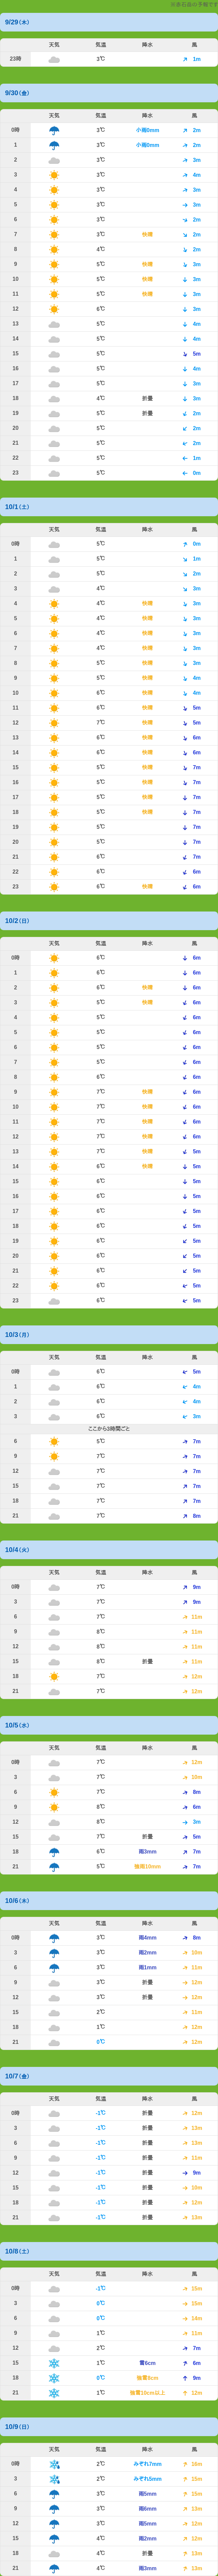 の予報です
9/29(木)
天気 気温 降水 風
23時 3℃ 1m
9/30(金)
天気 気温 降水 風
0時 3℃ 小雨0mm 2m
1 3℃ 小雨0mm 2m
2 3℃ 3m
3 3℃ 4m
4 3℃ 3m
5 3℃ 3m
6 3℃ 2m
7 3℃ 快晴 2m
8 4℃ 2m
9 5℃ 快晴 3m
10 5℃ 快晴 3m
11 5℃ 快晴 3m
12 6℃ 3m
13 5℃ 4m
14 5℃ 4m
15 5℃ 5m
16 5℃ 4m
17 5℃ 3m
18 4℃ 折曇 3m
19 5℃ 折曇 2m
20 5℃ 2m
21 5℃ 2m
22 5℃ 1m
23 5℃ 0m
10/1(土)
天気 気温 降水 風
0時 5℃ 0m
1 5℃ 1m
2 5℃ 2m
3 4℃ 3m
4 4℃ 快晴 3m
5 4℃ 快晴 3m
6 4℃ 快晴 3m
7 4℃ 快晴 3m
8 5℃ 快晴 3m
9 5℃ 快晴 4m
10 6℃ 快晴 4m
11 6℃ 快晴 5m
12 7℃ 快晴 5m
13 6℃ 快晴 6m
14 6℃ 快晴 6m
15 5℃ 快晴 7m
16 5℃ 快晴 7m
17 5℃ 快晴 7m
18 5℃ 快晴 7m
19 5℃ 7m
20 5℃ 7m
21 6℃ 7m
22 6℃ 6m
23 6℃ 快晴 6m
10/2(日)
天気 気温 降水 風
0時 6℃ 6m
1 6℃ 6m
2 6℃ 快晴 6m
3 5℃ 快晴 6m
4 5℃ 6m
5 5℃ 6m
6 5℃ 6m
7 5℃ 6m
8 6℃ 6m
9 7℃ 快晴 6m
10 7℃ 快晴 6m
11 7℃ 快晴 6m
12 7℃ 快晴 6m
13 7℃ 快晴 5m
14 6℃ 快晴 5m
15 6℃ 5m
16 6℃ 5m
17 6℃ 5m
18 6℃ 5m
19 6℃ 5m
20 6℃ 5m
21 6℃ 5m
22 6℃ 5m
23 6℃ 5m
10/3(月)
天気 気温 降水 風
0時 6℃ 5m
1 6℃ 4m
2 6℃ 4m
3 6℃ 3m
ここから3時間ごと
6 5℃ 7m
9 7℃ 7m
12 7℃ 7m
15 7℃ 7m
18 7℃ 7m
21 7℃ 8m
10/4(火)
天気 気温 降水 風
0時 7℃ 9m
3 7℃ 9m
6 7℃ 11m
9 8℃ 11m
12 8℃ 11m
15 8℃ 折曇 11m
18 7℃ 12m
21 7℃ 12m
10/5(水)
天気 気温 降水 風
0時 7℃ 12m
3 7℃ 10m
6 7℃ 8m
9 8℃ 6m
12 8℃ 3m
15 7℃ 折曇 5m
18 6℃ 雨3mm 7m
21 5℃ 強雨10mm 7m
10/6(木)
天気 気温 降水 風
0時 3℃ 雨4mm 8m
3 3℃ 雨2mm 10m
6 3℃ 雨1mm 11m
9 3℃ 折曇 12m
12 3℃ 折曇 12m
15 2℃ 11m
18 1℃ 12m
21 0℃ 12m
10/7(金)
天気 気温 降水 風
0時 -1℃ 折曇 12m
3 -1℃ 折曇 15m
6 -1℃ 折曇 13m
9 -1℃ 折曇 11m
12 -1℃ 折曇 9m
15 -1℃ 折曇 10m
18 -1℃ 折曇 12m
21 -1℃ 折曇 13m
10/8(土)
天気 気温 降水 風
0時 -1℃ 15m
3 0℃ 15m
6 0℃ 14m
9 1℃ 11m
12 2℃ 7m
15 1℃ 雪6cm 6m
18 0℃ 強雪8cm 9m
21 1℃ 強雪10cm以上 12m
10/9(日)
天気 気温 降水 風
0時 2℃ みぞれ7mm 16m
3 2℃ みぞれ5mm 15m
6 3℃ 雨5mm 15m
9 3℃ 雨6mm 13m
12 3℃ 雨5mm 12m
15 4℃ 雨2mm 12m
18 4℃ 折曇 13m
21 4℃ 雨3mm 13m